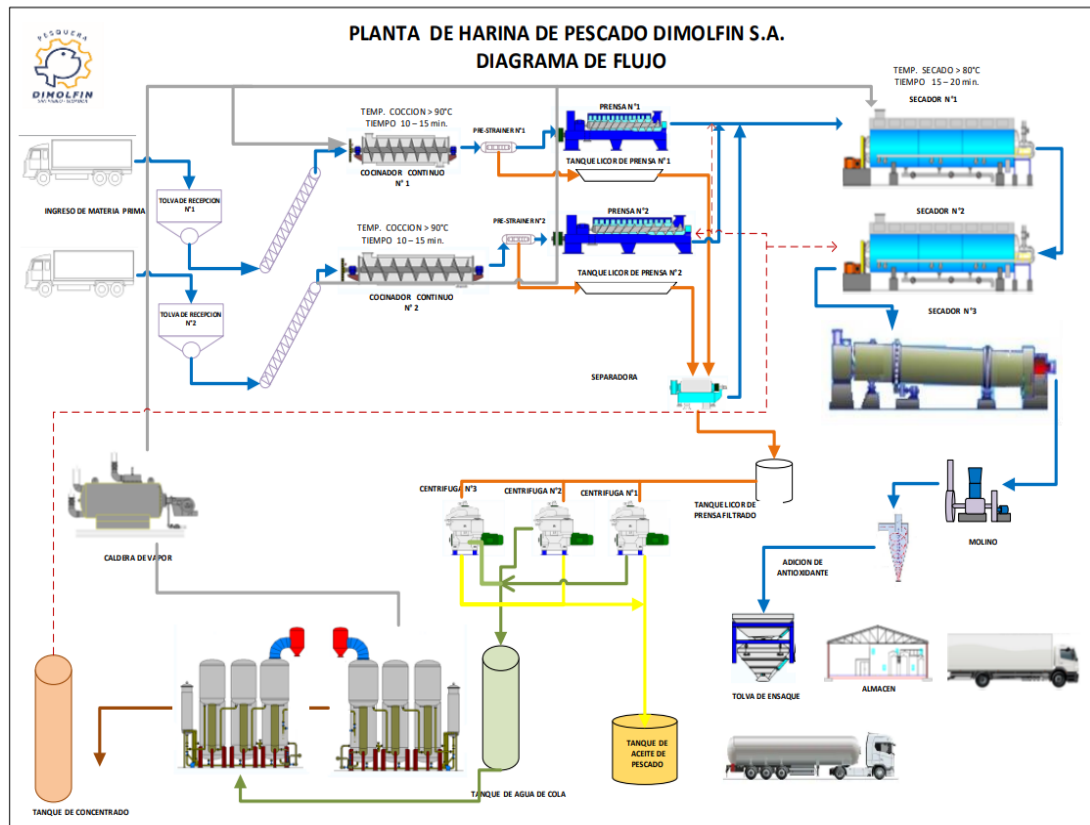 PLANTA DE HARINA DE PESCADO DIMOLFIN S.A.
DIAGRAMA DE FLUJO
PESQUERA
DIMOLFIN
TEMP. SECADO > 80°C
TIEMPO 15 – 20 min.
SECADOR N°1
TEMP. COCCION > 90°C
TIEMPO 10 – 15 min.
PRE-STRAINER N°1
PRENSA N°1
COCINADOR CONTINUO
N° 1
TANQUE LICOR DE PRENSA N°1
TOLVA DE RECEPCION
N°1
INGRESO DE MATERIA PRIMA
PRENSA N°2
SECADOR N°2
PRE-STRAINER N°2
TEMP. COCCION > 90°C
TIEMPO 10 – 15 min.
TANQUE LICOR DE PRENSA N°2
COCINADOR CONTINUO
N° 2
TOLVA DE RECEPCION
N°2
SECADOR N°3
SEPARADORA
CENTRIFUGA N°3
CENTRIFUGA N°2
CENTRIFUGA N°1
TANQUE LICOR DE
PRENSA FILTRADO
MOLINO
CALDERA DE VAPOR
ADICION DE
ANTIOXIDANTE
TOLVA DE ENSAQUE
ALMACEN
TANQUE DE
ACEITE DE
PESCADO
TANQUE DE AGUA DE COLA
TANQUE DE CONCENTRADO